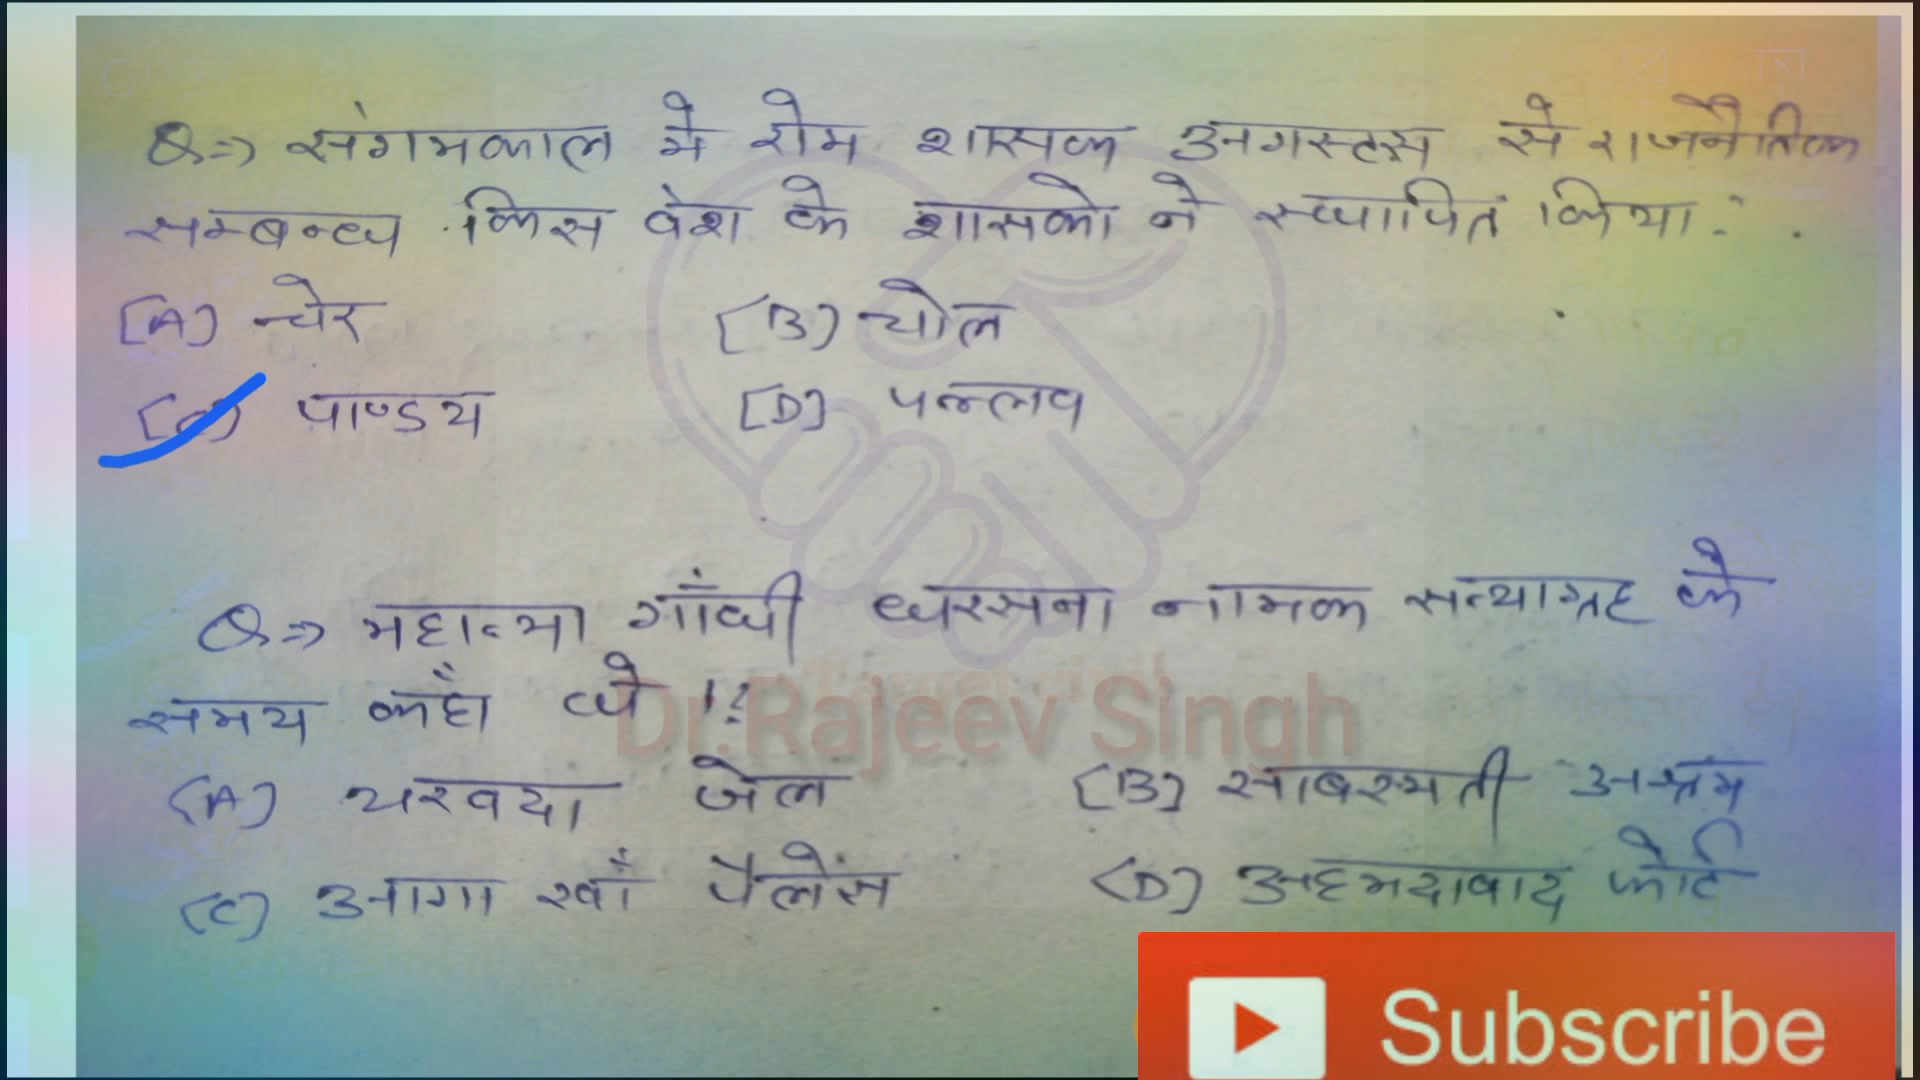 Q=> संगमकाल मे रोम शासक अगस्टस से राजनैतिक
सम्बन्ध किस वंश के शासको ने स्थापित किया:
[A] चेर [B] चोल
[C] पाण्डय [D] पल्लव
Q=> महात्मा गाँधी धरसना नामक सत्याग्रह के
समय कहाँ थे ।?
Dr.Rajeev Singh
[A] यरवदा जेल [B] साबरमती आश्रम
[C] आगा खाँ पैलेस [D] अहमदाबाद फोर्ट
Subscribe